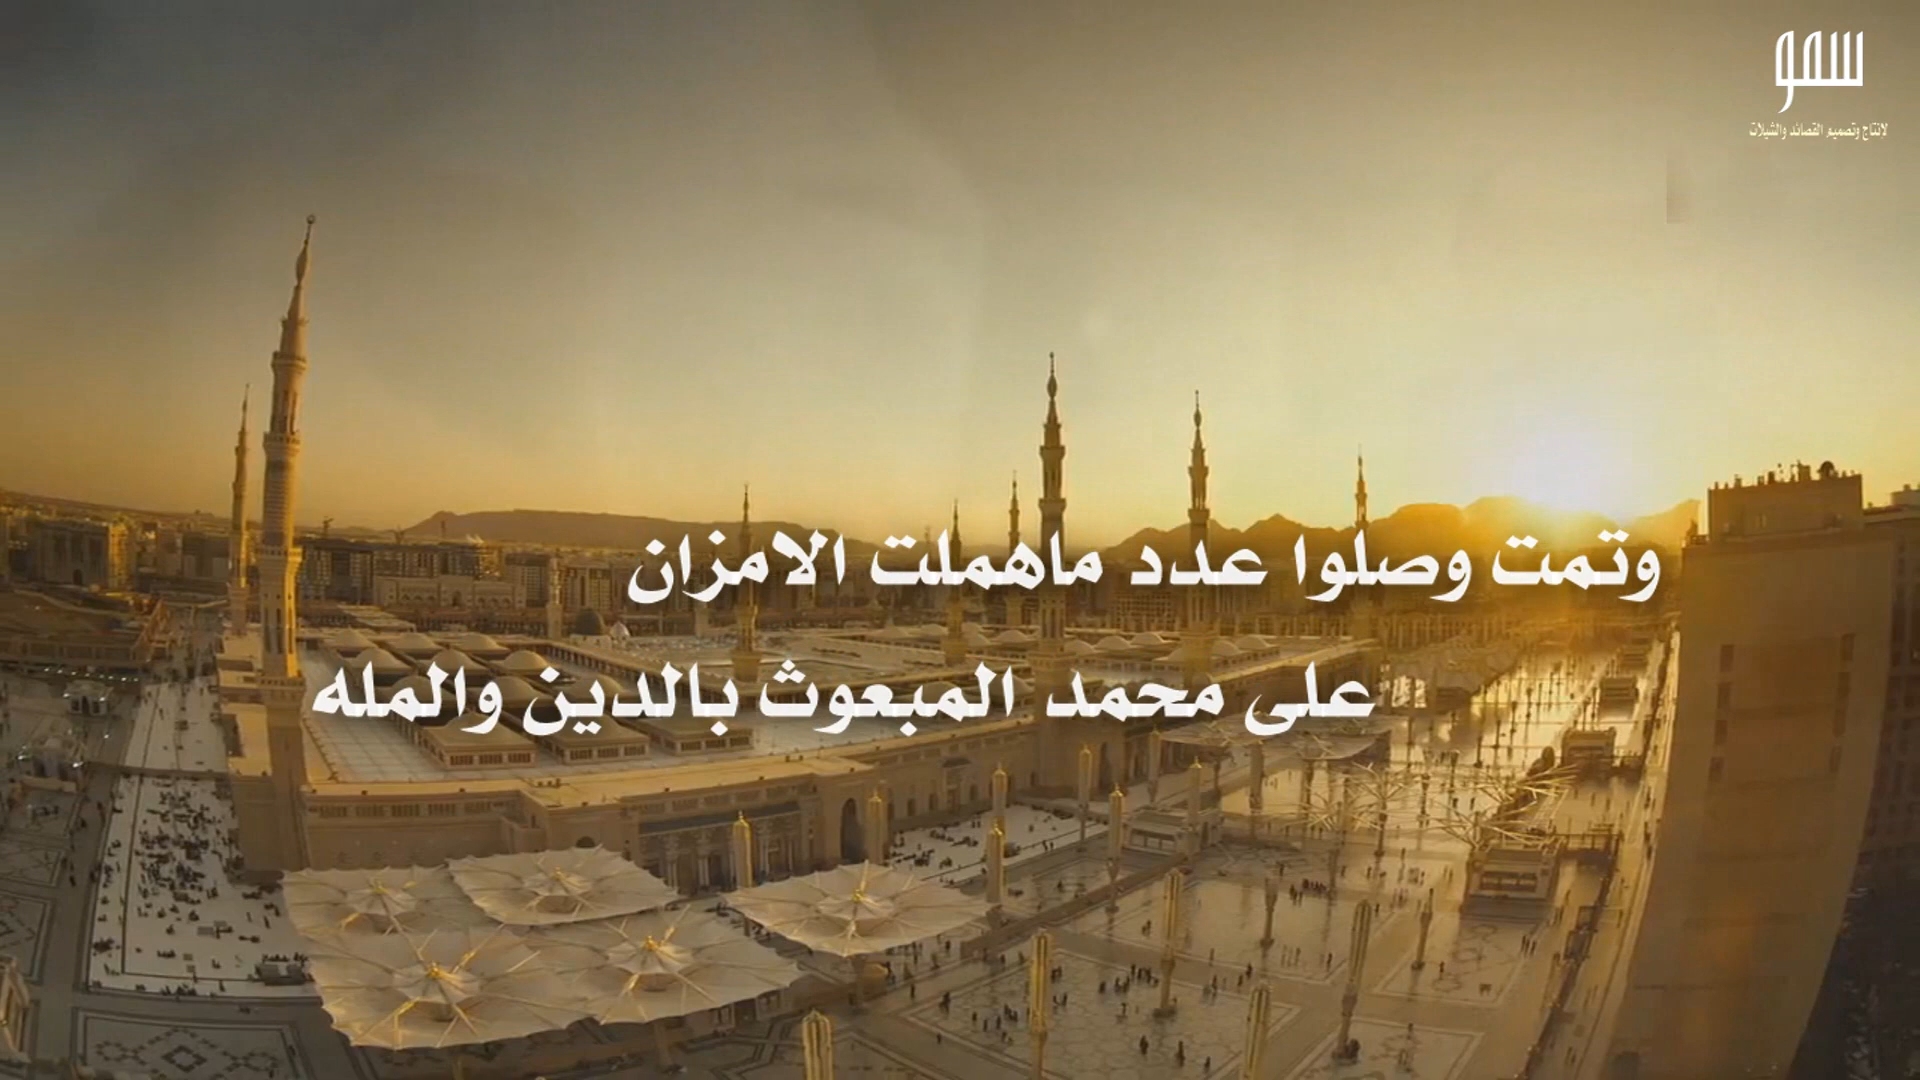 سمو
لانتاج وتصميم القصائد والشيلات
وتمت وصلوا عدد ماهملت الامزان
على محمد المبعوث بالدين والمله